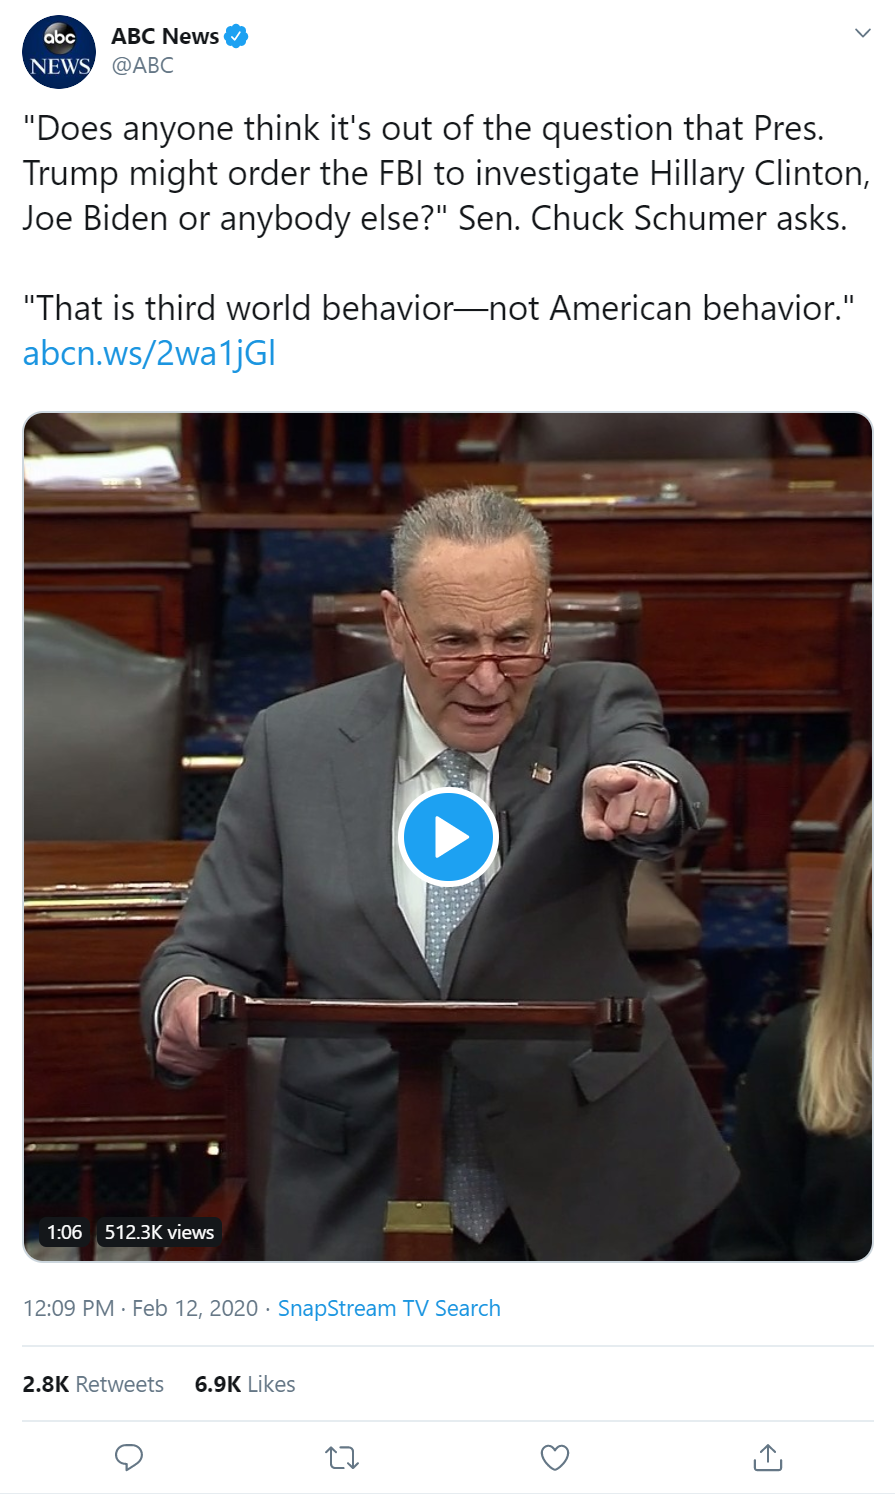 abc
NEWS
ABC News
@ABC
"Does anyone think it's out of the question that Pres.
Trump might order the FBI to investigate Hillary Clinton,
Joe Biden or anybody else?" Sen. Chuck Schumer asks.
"That is third world behavior—not American behavior."
abcn.ws/2wa1jGl
1:06 512.3K views
12:09 PM · Feb 12, 2020 · SnapStream TV Search
2.8K Retweets 6.9K Likes